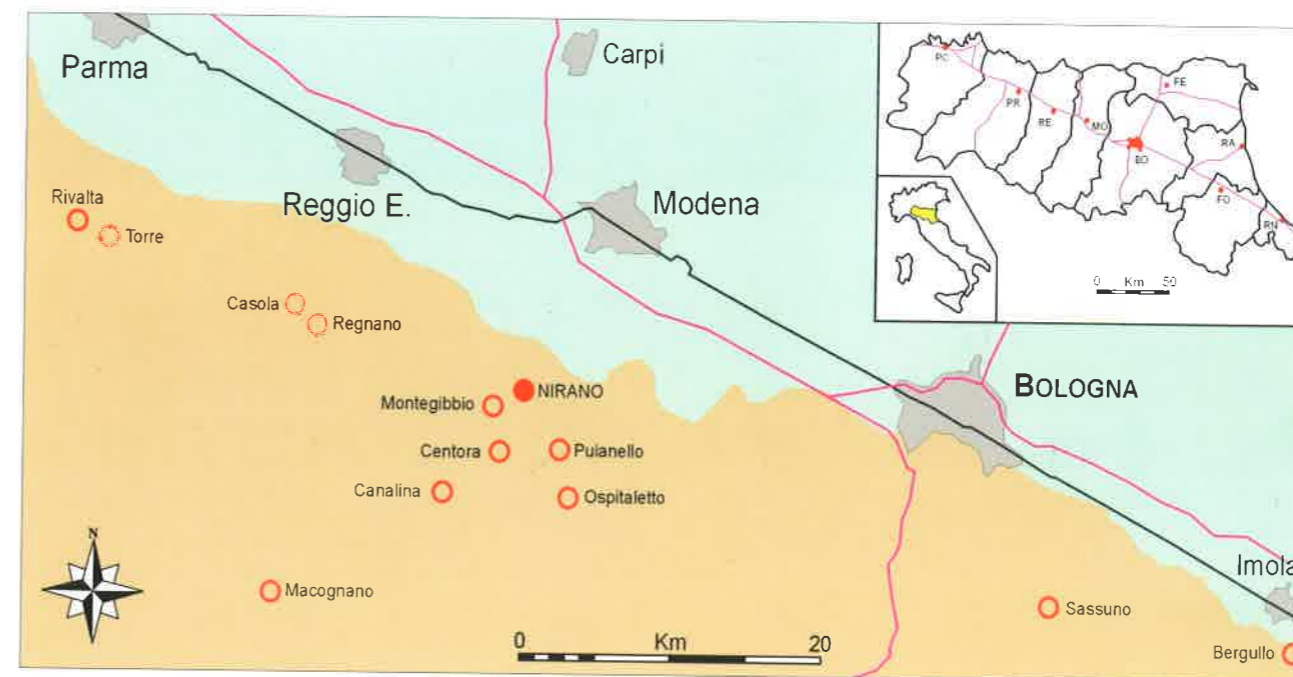 Parma
Carpi
Reggio E.
Modena
Rivalta
Torre
Casola
Regnano
NIRANO
Montegibbio
Centora
Puianello
Canalina
Ospitaletto
Macognano
BOLOGNA
Imola
Sassuno
Bergullo
N
0 Km 20
PC
PR
RE
MO
BO
FE
RA
FO
RN
0 Km 50